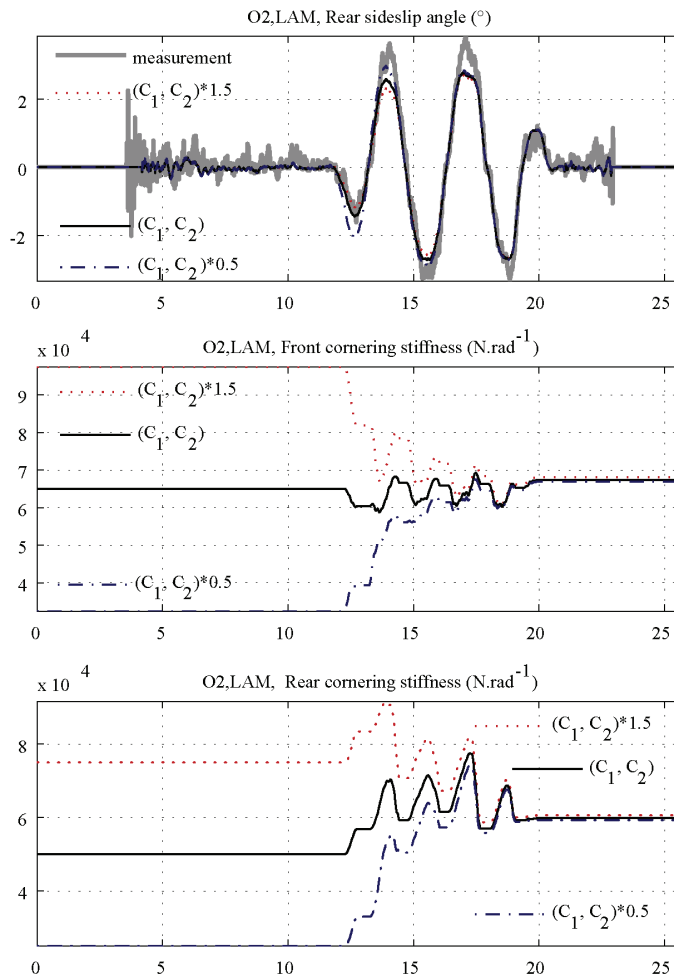 O2,LAM, Rear sideslip angle (°)
measurement
(C1, C2)*1.5
2
0
(C1, C2)
-2
(C1, C2)*0.5
0 5 10 15 20 25
x 10^4
O2,LAM, Front cornering stiffness (N.rad^-1)
9
(C1, C2)*1.5
8
(C1, C2)
7
6
5
4
(C1, C2)*0.5
0 5 10 15 20 25
x 10^4
O2,LAM, Rear cornering stiffness (N.rad^-1)
(C1, C2)*1.5
8
(C1, C2)
6
4
(C1, C2)*0.5
0 5 10 15 20 25